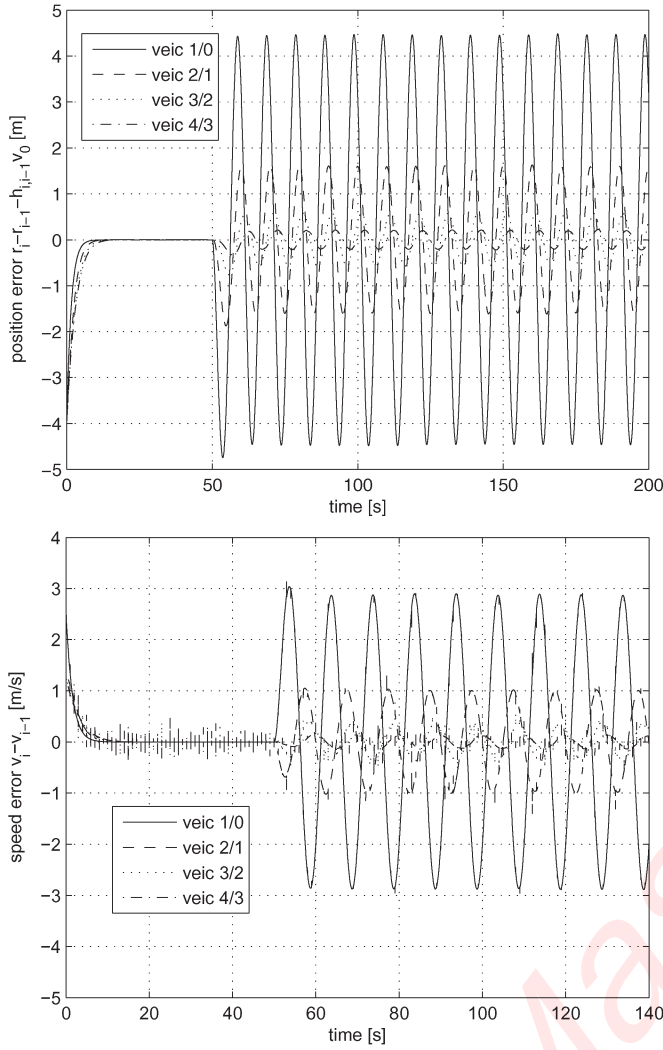 5
4
3
2
1
0
−1
−2
−3
−4
−5
position error r_i−r_{i−1}−h_{i,i−1}v_0 [m]
veic 1/0
veic 2/1
veic 3/2
veic 4/3
0 50 100 150 200
time [s]
4
3
2
1
0
−1
−2
−3
−4
−5
speed error v_i−v_{i−1} [m/s]
veic 1/0
veic 2/1
veic 3/2
veic 4/3
0 20 40 60 80 100 120 140
time [s]